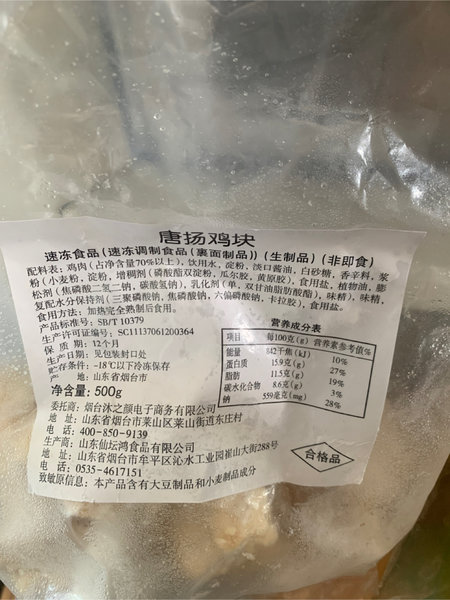 唐扬鸡块
速冻食品(速冻调制食品(裹面制品))(生制品)(非即食)
配料表:鸡肉(占净含量70%以上),饮用水,淀粉,淡口酱油,白砂糖,香辛料,浆
粉(小麦粉,淀粉,增稠剂(磷酸酯双淀粉,瓜尔胶,黄原胶),食用盐,植物油,膨
松剂(焦磷酸二氢二钠,碳酸氢钠),乳化剂(单,双甘油脂肪酸酯),味精),味精,
复配水分保持剂(三聚磷酸钠,焦磷酸钠,六偏磷酸钠,卡拉胶),食用盐。
食用方法:加热完全熟制后食用。
产品标准号:SB/T 10379
生产许可证编号:SC11137061200364
保 质 期:12个月
生产日期:见包装封口处
贮存条件:-18℃以下冷冻保存
产 地:山东省烟台市
净含量:500g
营养成分表
项目 每100克(g) 营养素参考值%
能量 842千焦(kJ) 10%
蛋白质 15.9克(g) 27%
脂肪 11.5克(g) 19%
碳水化合物 8.6克(g) 3%
钠 559毫克(mg) 28%
委托商:烟台沐之颜电子商务有限公司
地址:山东省烟台市莱山区莱山街道东庄村
电话:400-850-9139
生产商:山东仙坛鸿食品有限公司
地址:山东省烟台市牟平区沁水工业园崔山大街288号
电话:0535-4617151
致敏原信息:本产品含有大豆制品和小麦制品成分
合格品